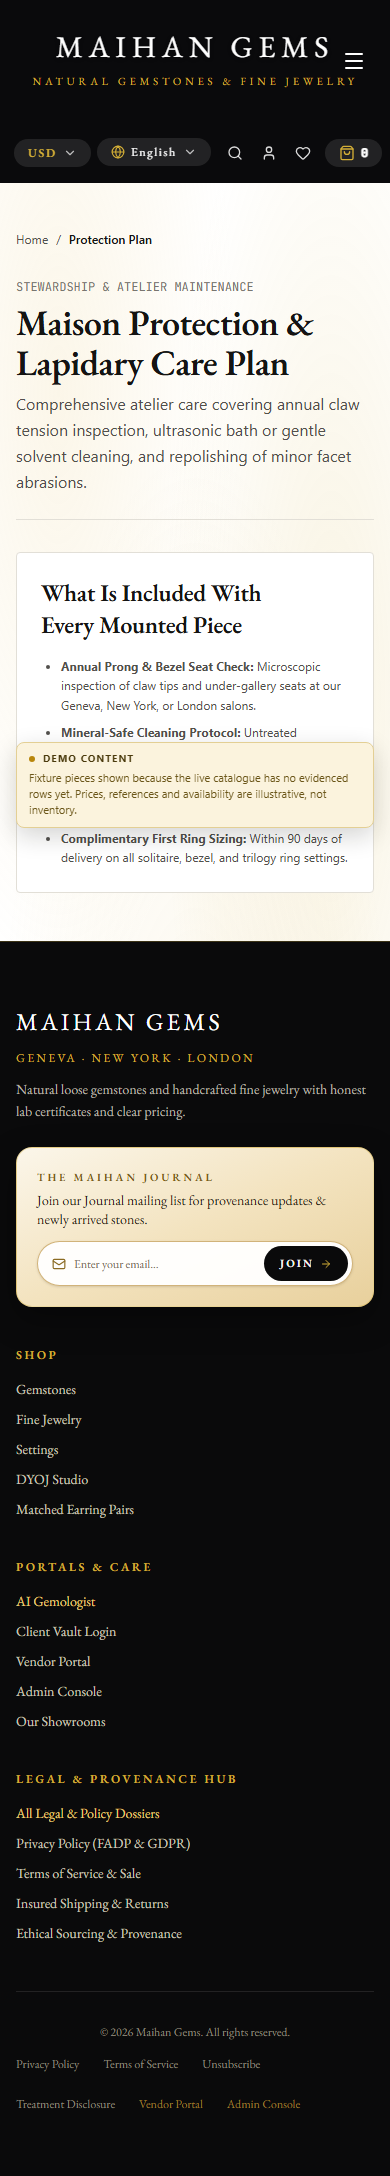 MAIHAN GEMS
NATURAL GEMSTONES & FINE JEWELRY
USD English 0
Home / Protection Plan
STEWARDSHIP & ATELIER MAINTENANCE
Maison Protection &
Lapidary Care Plan
Comprehensive atelier care covering annual claw
tension inspection, ultrasonic bath or gentle
solvent cleaning, and repolishing of minor facet
abrasions.
What Is Included With
Every Mounted Piece
• Annual Prong & Bezel Seat Check: Microscopic
inspection of claw tips and under-gallery seats at our
Geneva, New York, or London salons.
• Mineral-Safe Cleaning Protocol: Untreated
DEMO CONTENT
Fixture pieces shown because the live catalogue has no evidenced
rows yet. Prices, references and availability are illustrative, not
inventory.
• Complimentary First Ring Sizing: Within 90 days of
delivery on all solitaire, bezel, and trilogy ring settings.
MAIHAN GEMS
GENEVA · NEW YORK · LONDON
Natural loose gemstones and handcrafted fine jewelry with honest
lab certificates and clear pricing.
THE MAIHAN JOURNAL
Join our Journal mailing list for provenance updates &
newly arrived stones.
Enter your email... JOIN →
SHOP
Gemstones
Fine Jewelry
Settings
DYOJ Studio
Matched Earring Pairs
PORTALS & CARE
AI Gemologist
Client Vault Login
Vendor Portal
Admin Console
Our Showrooms
LEGAL & PROVENANCE HUB
All Legal & Policy Dossiers
Privacy Policy (FADP & GDPR)
Terms of Service & Sale
Insured Shipping & Returns
Ethical Sourcing & Provenance
© 2026 Maihan Gems. All rights reserved.
Privacy Policy Terms of Service Unsubscribe
Treatment Disclosure Vendor Portal Admin Console